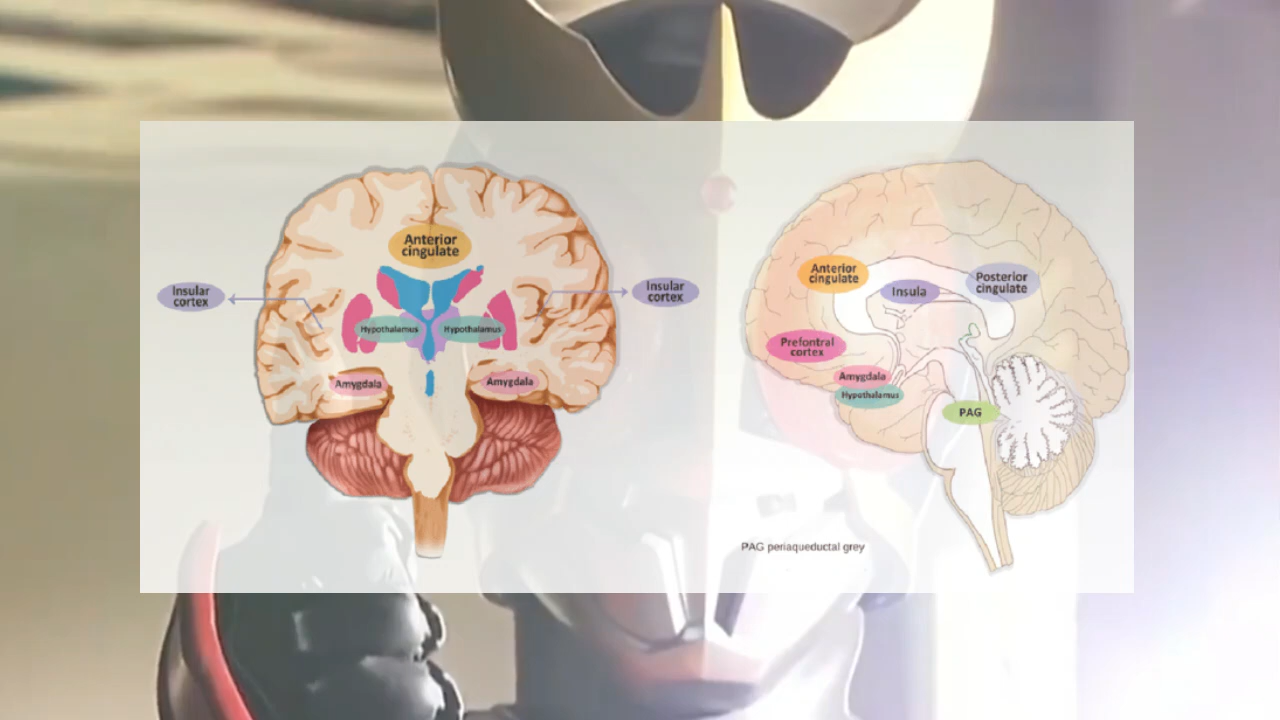 Anterior
cingulate
Insular
cortex
Insular
cortex
Hypothalamus
Hypothalamus
Amygdala
Amygdala
Anterior
cingulate
Insula
Posterior
cingulate
Prefontral
cortex
Amygdala
Hypothalamus
PAG
PAG periaqueductal grey